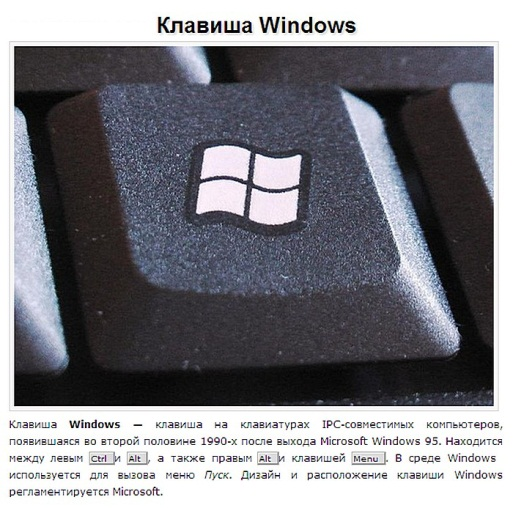 Клавиша Windows
Клавиша Windows — клавиша на клавиатурах IPC-совместимых компьютеров,
появившаяся во второй половине 1990-х после выхода Microsoft Windows 95. Находится
между левым Ctrl и Alt , а также правым Alt и клавишей Menu . В среде Windows
используется для вызова меню Пуск. Дизайн и расположение клавиши Windows
регламентируется Microsoft.